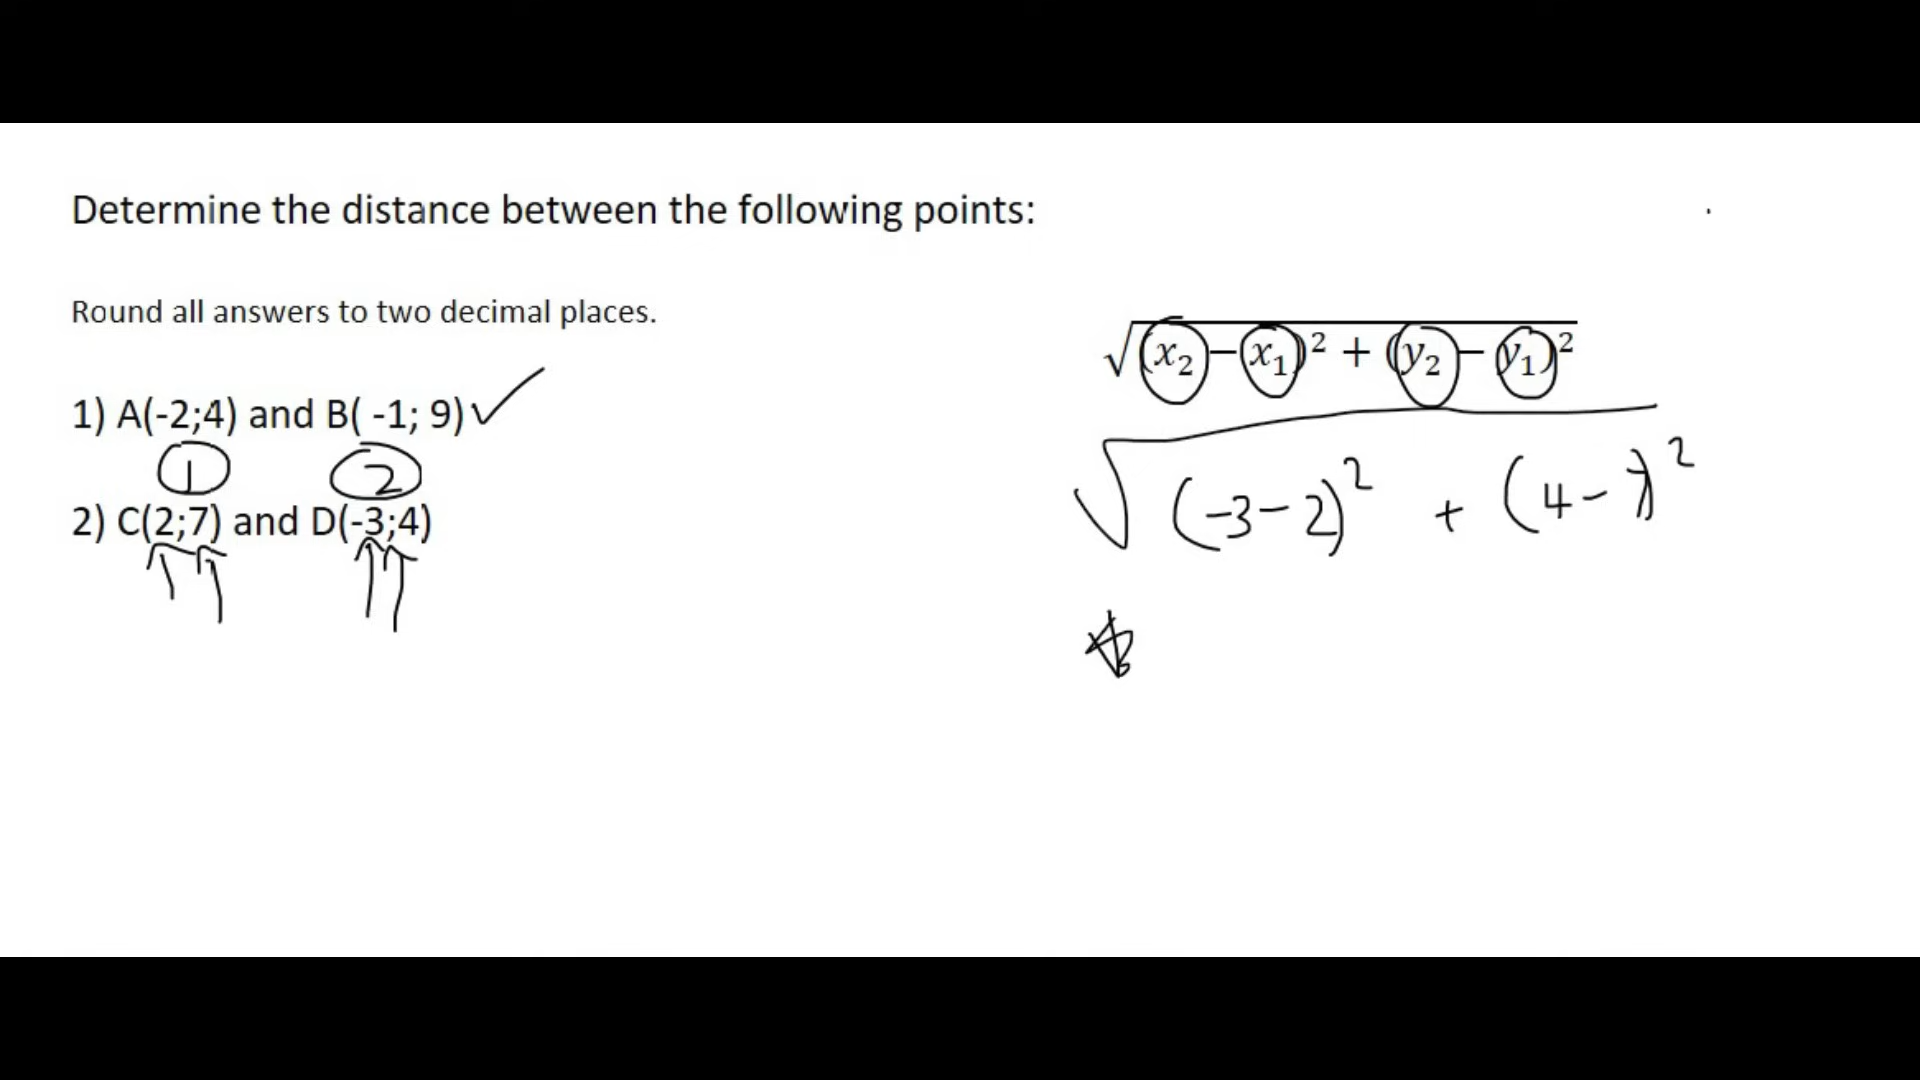 Determine the distance between the following points:
Round all answers to two decimal places.
√(x₂−x₁)² + (y₂− y₁)²
1) A(-2;4) and B( -1; 9) ✓
1 2
2) C(2;7) and D(-3;4)
√(-3-2)² + (4-7)²